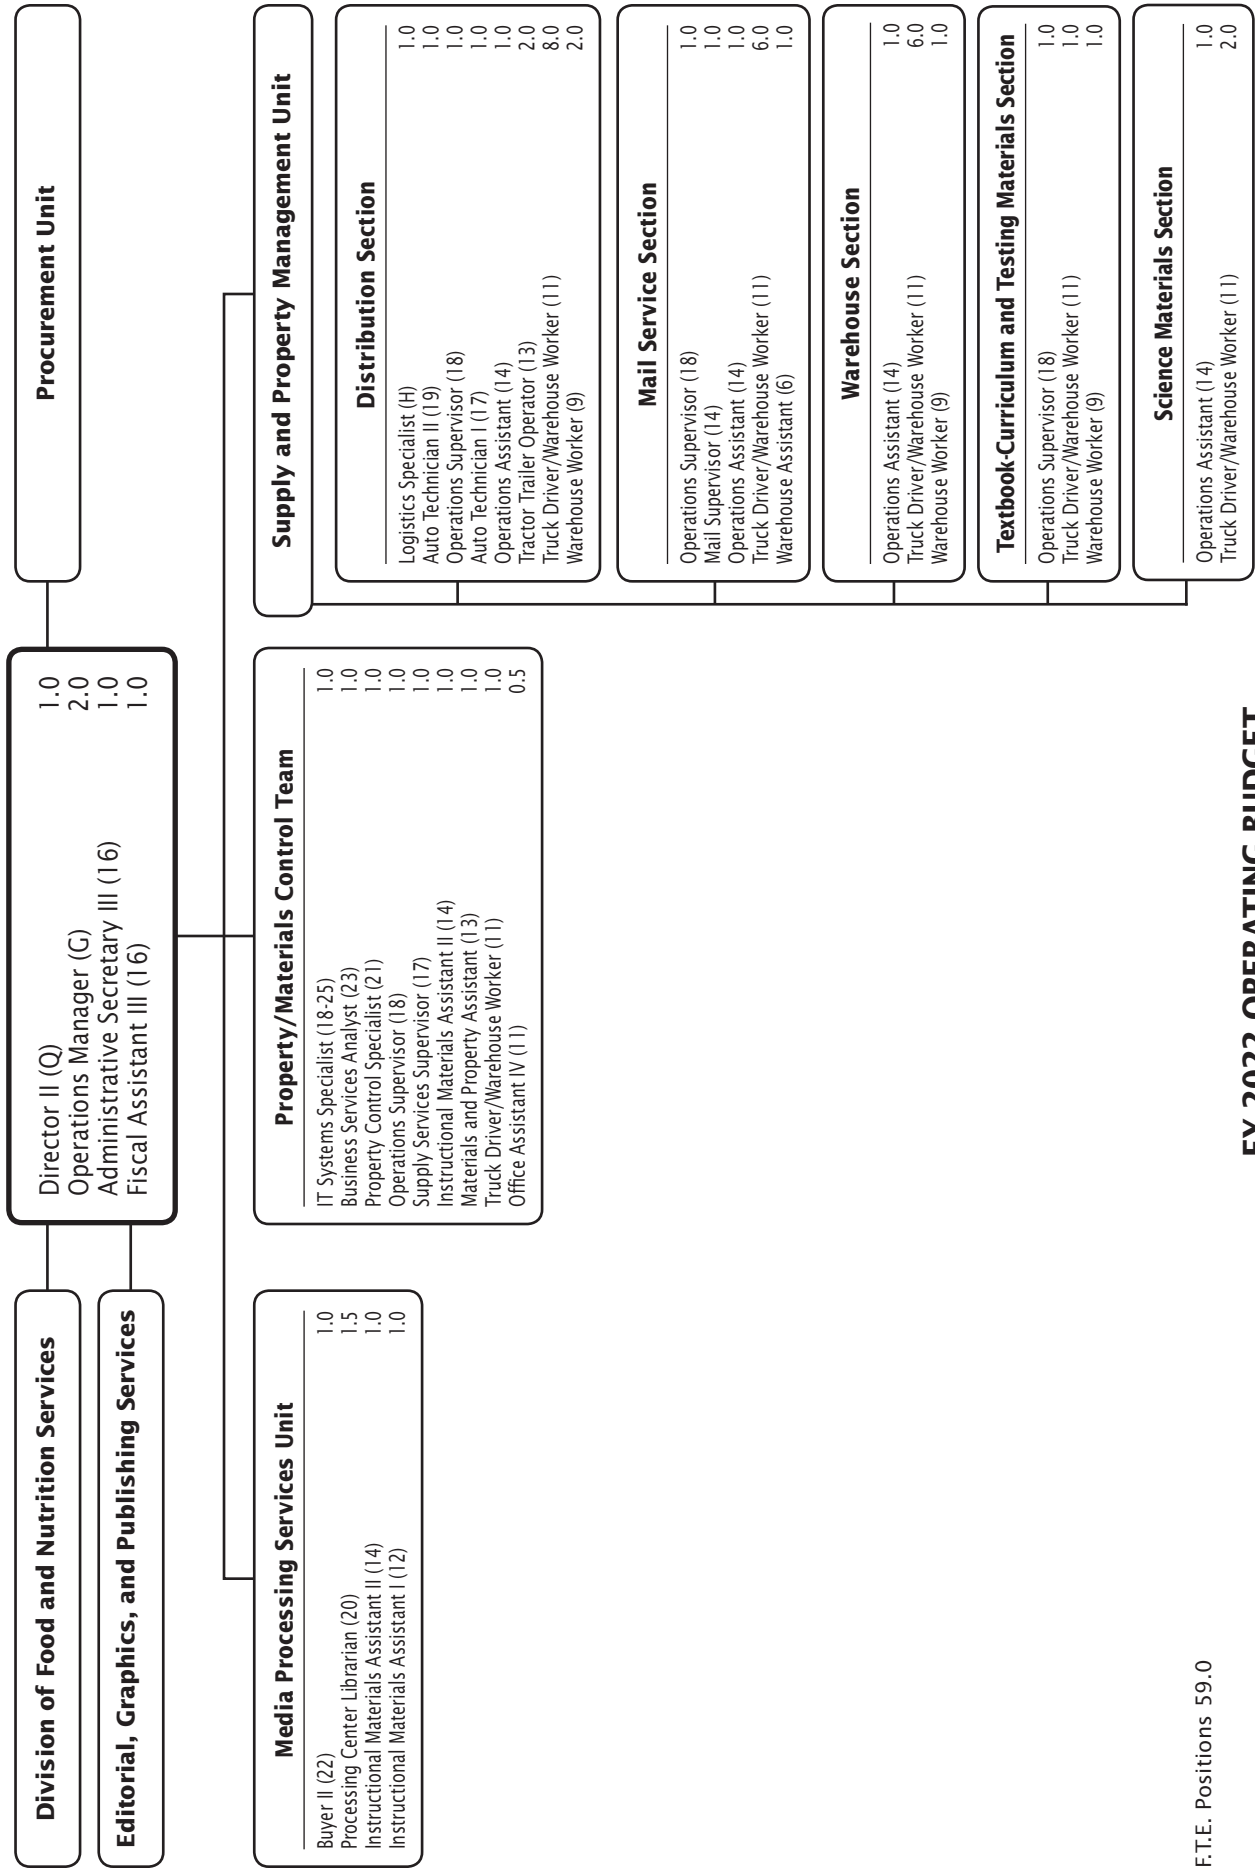 Division of Food and Nutrition Services
Editorial, Graphics, and Publishing Services
Director II (Q) 1.0
Operations Manager (G) 2.0
Administrative Secretary III (16) 1.0
Fiscal Assistant III (16) 1.0
Procurement Unit
Media Processing Services Unit
Buyer II (22) 1.0
Processing Center Librarian (20) 1.5
Instructional Materials Assistant II (14) 1.0
Instructional Materials Assistant I (12) 1.0
Property/Materials Control Team
IT Systems Specialist (18-25) 1.0
Business Services Analyst (23) 1.0
Property Control Specialist (21) 1.0
Operations Supervisor (18) 1.0
Supply Services Supervisor (17) 1.0
Instructional Materials Assistant II (14) 1.0
Materials and Property Assistant (13) 1.0
Truck Driver/Warehouse Worker (11) 1.0
Office Assistant IV (11) 0.5
Supply and Property Management Unit
Distribution Section
Logistics Specialist (H) 1.0
Auto Technician II (19) 1.0
Operations Supervisor (18) 1.0
Auto Technician I (17) 1.0
Operations Assistant (14) 1.0
Tractor Trailer Operator (13) 2.0
Truck Driver/Warehouse Worker (11) 8.0
Warehouse Worker (9) 2.0
Mail Service Section
Operations Supervisor (18) 1.0
Mail Supervisor (14) 1.0
Operations Assistant (14) 1.0
Truck Driver/Warehouse Worker (11) 6.0
Warehouse Assistant (6) 1.0
Warehouse Section
Operations Assistant (14) 1.0
Truck Driver/Warehouse Worker (11) 6.0
Warehouse Worker (9) 1.0
Textbook-Curriculum and Testing Materials Section
Operations Supervisor (18) 1.0
Truck Driver/Warehouse Worker (11) 1.0
Warehouse Worker (9) 1.0
Science Materials Section
Operations Assistant (14) 1.0
Truck Driver/Warehouse Worker (11) 2.0
F.T.E. Positions 59.0
FY 2022 OPERATING BUDGET